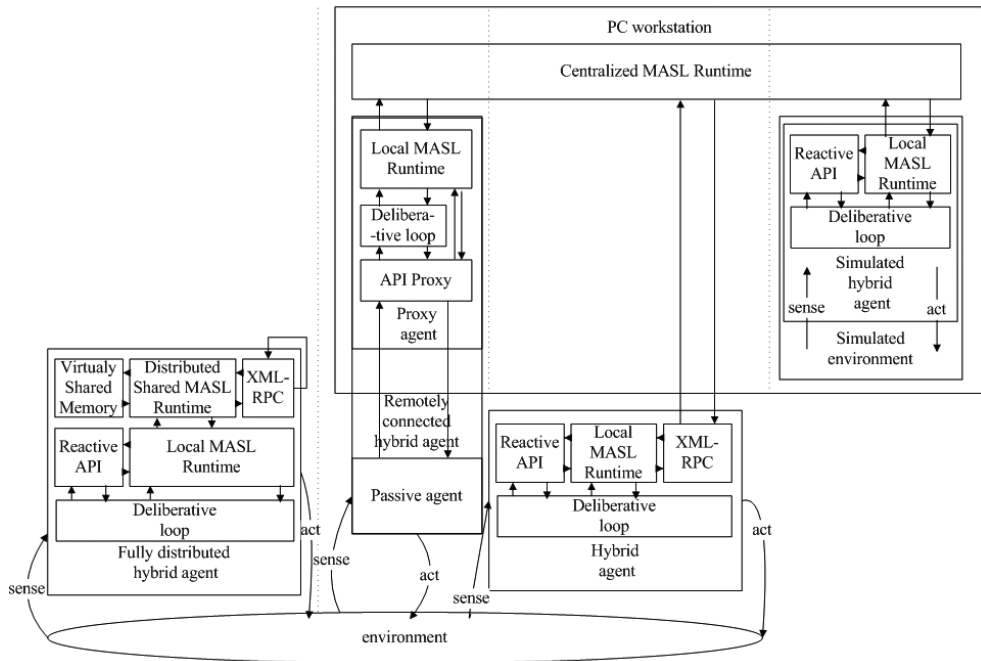 PC workstation
Centralized MASL Runtime
Local MASL
Runtime
Delibera-
-tive loop
API Proxy
Proxy
agent
Remotely
connected
hybrid agent
Passive agent
Reactive
API
Local
MASL
Runtime
Deliberative
loop
Simulated
hybrid
agent
sense
act
Simulated
environment
Virtualy
Shared
Memory
Distributed
Shared MASL
Runtime
XML-
RPC
Reactive
API
Local MASL
Runtime
Deliberative
loop
Fully distributed
hybrid agent
sense
act
sense
act
Reactive
API
Local
MASL
Runtime
XML-
RPC
Deliberative
loop
Hybrid
agent
sense
act
environment